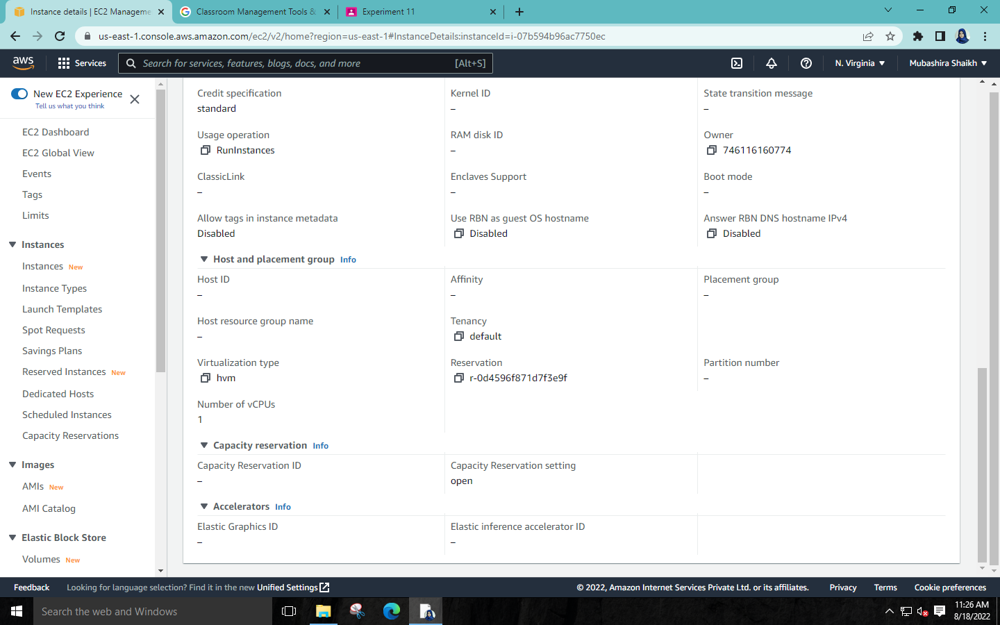 Instance details | EC2 Manageme
Classroom Management Tools &
Experiment 11
us-east-1.console.aws.amazon.com/ec2/v2/home?region=us-east-1#InstanceDetails:instanceId=i-07b594b96ac7750ec
aws
Services
Search for services, features, blogs, docs, and more
[Alt+S]
N. Virginia
Mubashira Shaikh
New EC2 Experience
Tell us what you think
EC2 Dashboard
EC2 Global View
Events
Tags
Limits
Instances
Instances New
Instance Types
Launch Templates
Spot Requests
Savings Plans
Reserved Instances New
Dedicated Hosts
Scheduled Instances
Capacity Reservations
Images
AMIs New
AMI Catalog
Elastic Block Store
Volumes New
Credit specification
standard
Kernel ID
–
State transition message
–
Usage operation
RunInstances
RAM disk ID
–
Owner
746116160774
ClassicLink
–
Enclaves Support
–
Boot mode
–
Allow tags in instance metadata
Disabled
Use RBN as guest OS hostname
Disabled
Answer RBN DNS hostname IPv4
Disabled
Host and placement group Info
Host ID
–
Affinity
–
Placement group
–
Host resource group name
–
Tenancy
default
Virtualization type
hvm
Reservation
r-0d4596f871d7f3e9f
Partition number
–
Number of vCPUs
1
Capacity reservation Info
Capacity Reservation ID
–
Capacity Reservation setting
open
Accelerators Info
Elastic Graphics ID
–
Elastic inference accelerator ID
–
Feedback
Looking for language selection? Find it in the new Unified Settings
© 2022, Amazon Internet Services Private Ltd. or its affiliates.
Privacy
Terms
Cookie preferences
Search the web and Windows
11:26 AM
8/18/2022